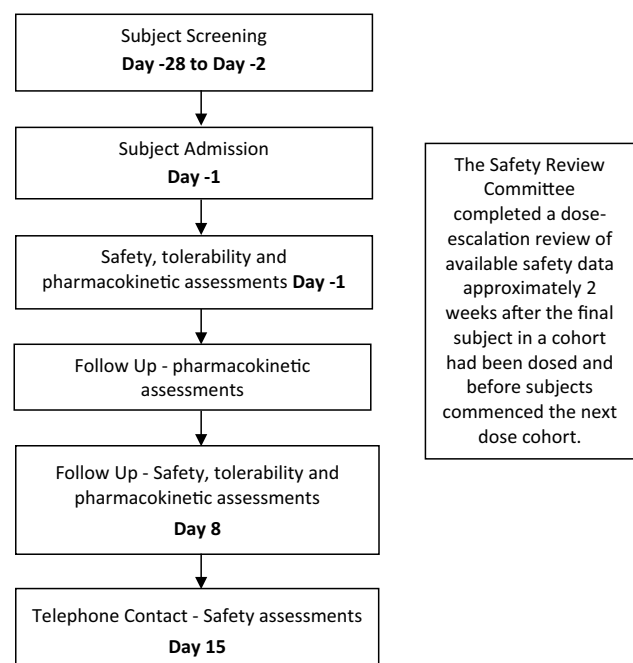 Subject Screening
Day -28 to Day -2
Subject Admission
Day -1
Safety, tolerability and
pharmacokinetic assessments Day -1
Follow Up - pharmacokinetic
assessments
Follow Up - Safety, tolerability and
pharmacokinetic assessments
Day 8
Telephone Contact - Safety assessments
Day 15
The Safety Review
Committee
completed a dose-
escalation review of
available safety data
approximately 2
weeks after the final
subject in a cohort
had been dosed and
before subjects
commenced the next
dose cohort.